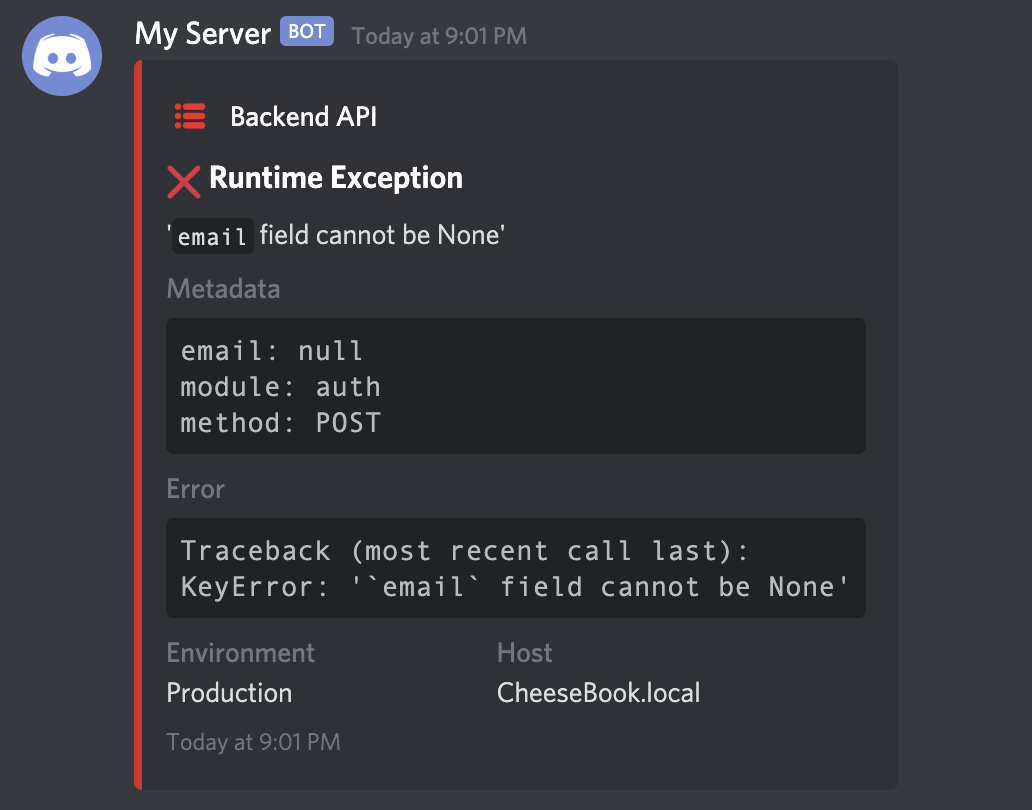 My Server BOT Today at 9:01 PM
Backend API
Runtime Exception
'email field cannot be None'
Metadata
email: null
module: auth
method: POST
Error
Traceback (most recent call last):
KeyError: '`email` field cannot be None'
Environment Host
Production CheeseBook.local
Today at 9:01 PM